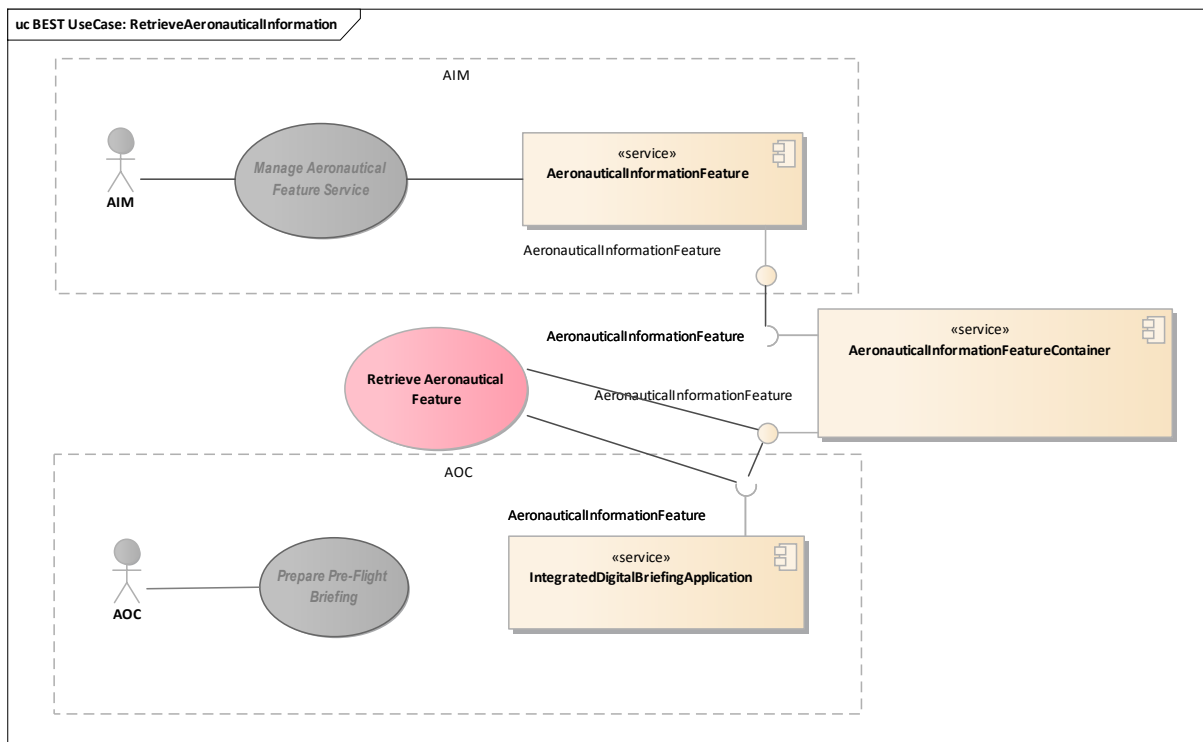 uc BEST UseCase: RetrieveAeronauticalInformation
AIM
Manage Aeronautical
Feature Service
AIM
«service»
AeronauticalInformationFeature
AeronauticalInformationFeature
AeronauticalInformationFeature
«service»
AeronauticalInformationFeatureContainer
Retrieve Aeronautical
Feature
AeronauticalInformationFeature
AOC
AeronauticalInformationFeature
«service»
IntegratedDigitalBriefingApplication
Prepare Pre-Flight
Briefing
AOC